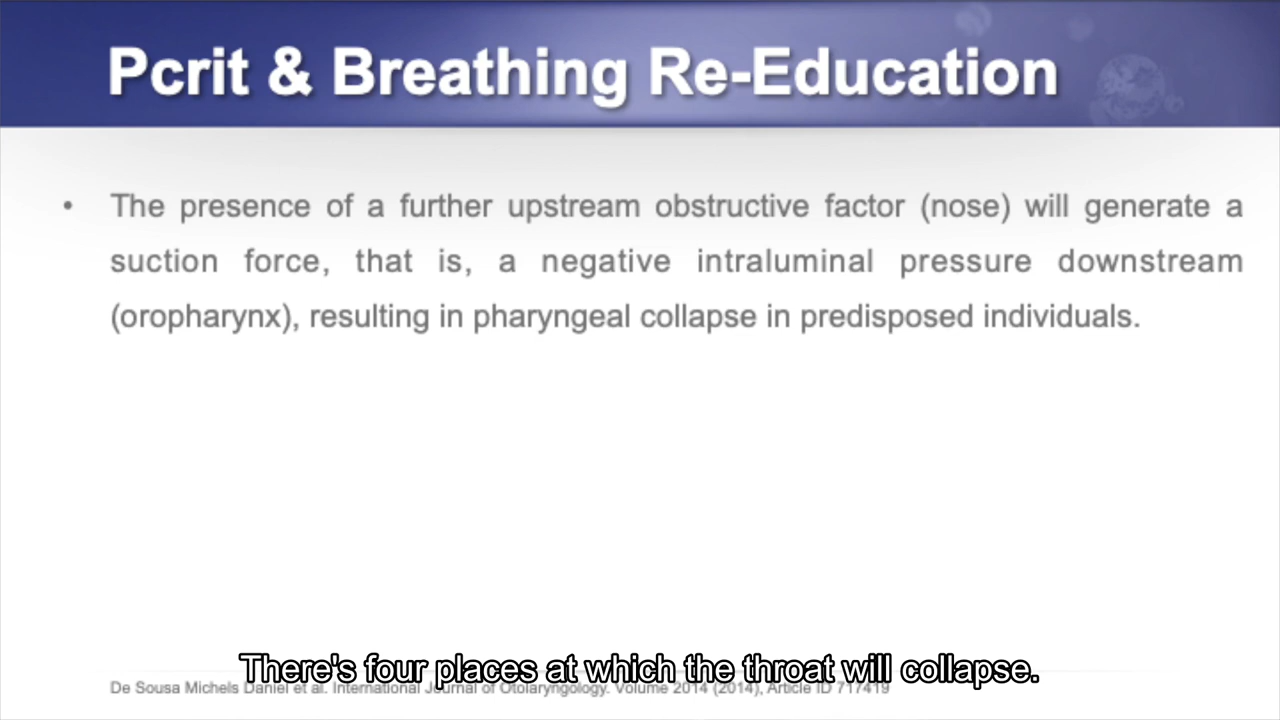 Pcrit & Breathing Re-Education
• The presence of a further upstream obstructive factor (nose) will generate a
suction force, that is, a negative intraluminal pressure downstream
(oropharynx), resulting in pharyngeal collapse in predisposed individuals.
There's four places at which the throat will collapse.
De Sousa Michels Daniel et al. International Journal of Otolaryngology. Volume 2014 (2014), Article ID 717419